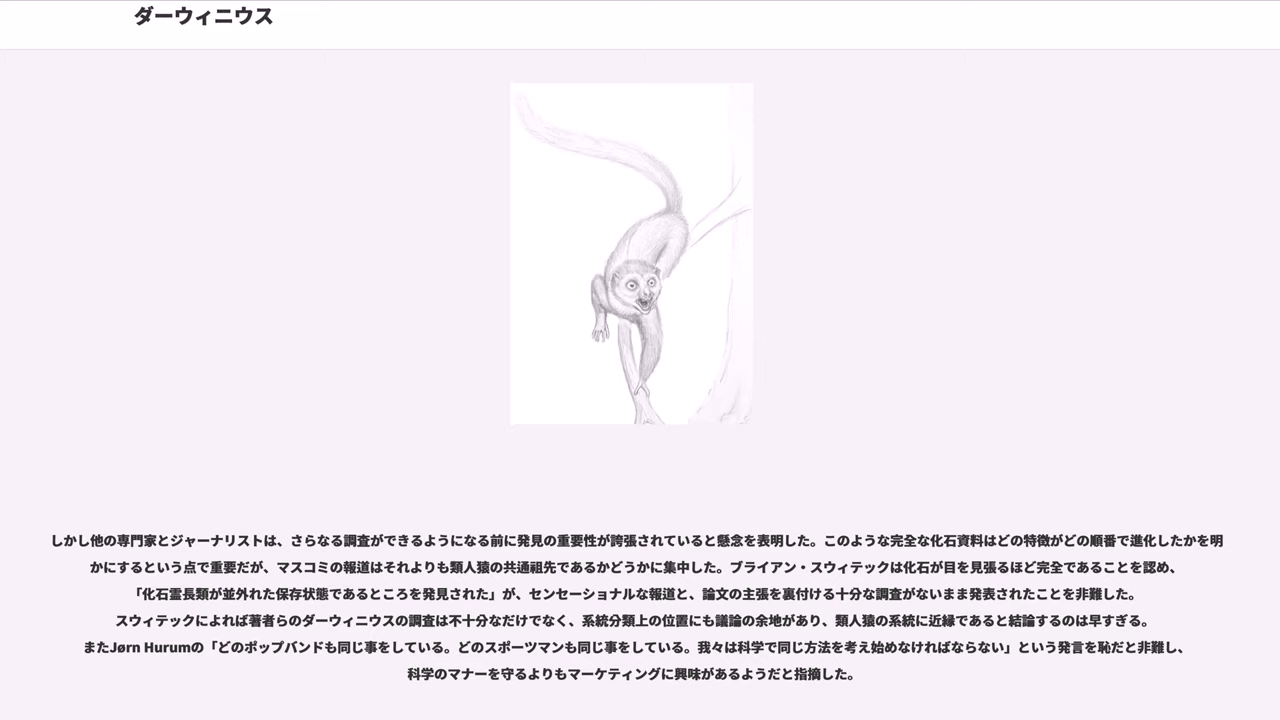 ダーウィニウス
しかし他の専門家とジャーナリストは、さらなる調査ができるようになる前に発見の重要性が誇張されていると懸念を表明した。このような完全な化石資料はどの特徴がどの順番で進化したかを明
かにするという点で重要だが、マスコミの報道はそれよりも類人猿の共通祖先であるかどうかに集中した。ブライアン・スウィテックは化石が目を見張るほど完全であることを認め、
「化石霊長類が並外れた保存状態であるところを発見された」が、センセーショナルな報道と、論文の主張を裏付ける十分な調査がないまま発表されたことを非難した。
スウィテックによれば著者らのダーウィニウスの調査は不十分なだけでなく、系統分類上の位置にも議論の余地があり、類人猿の系統に近縁であると結論するのは早すぎる。
またJørn Hurumの「どのポップバンドも同じ事をしている。どのスポーツマンも同じ事をしている。我々は科学で同じ方法を考え始めなければならない」という発言を恥だと非難し、
科学のマナーを守るよりもマーケティングに興味があるようだと指摘した。